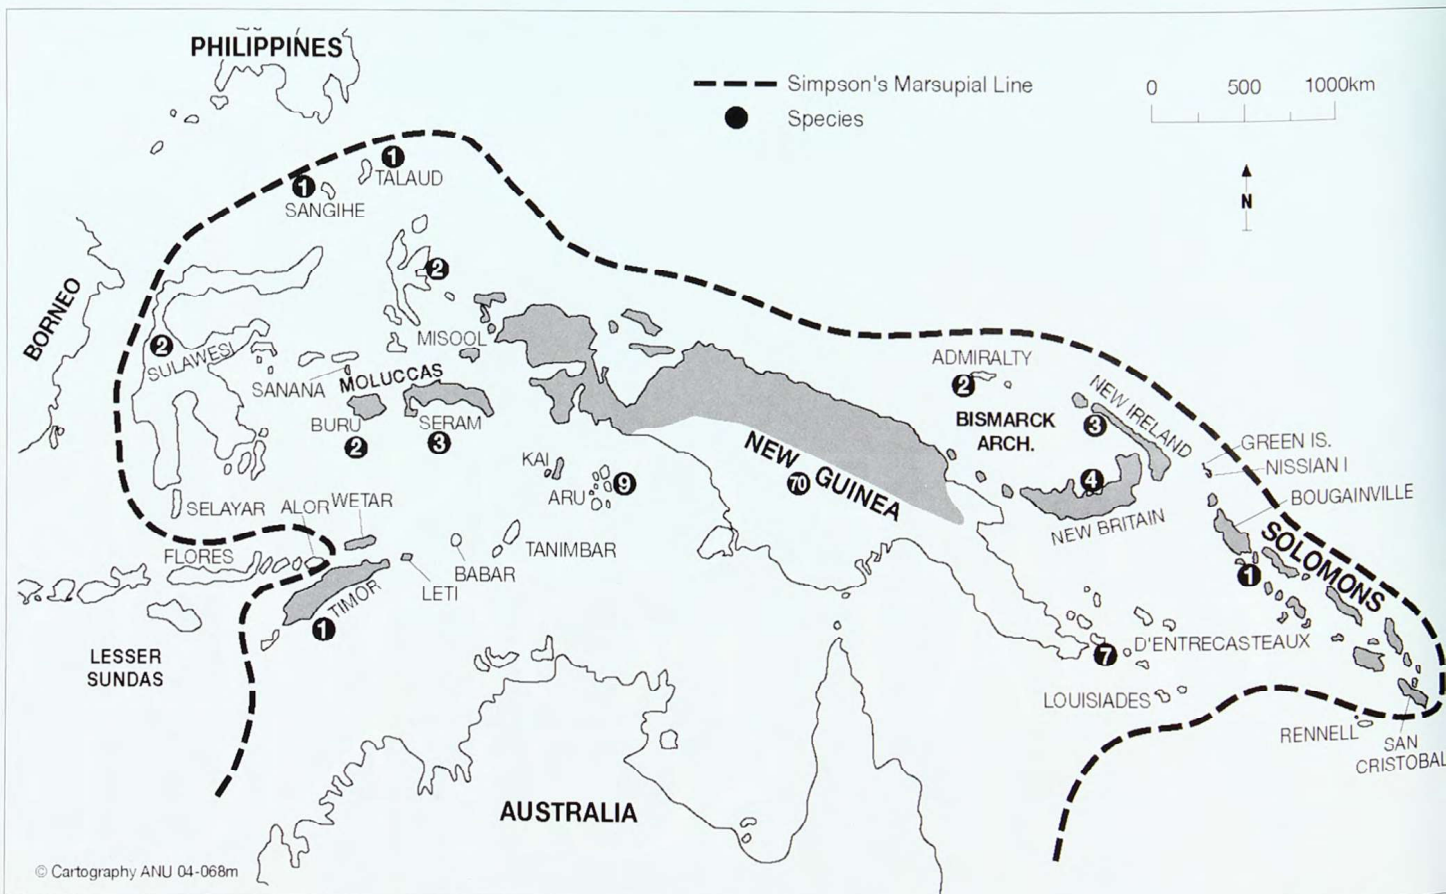 PHILIPPINES
Simpson's Marsupial Line
0 500 1000km
Species
N
1
TALAUD
1
SANGIHE
2
BORNEO
2
SULAWESI
MISOOL
SANANA
MOLUCCAS
BURU
2
SERAM
3
ADMIRALTY
2
BISMARCK
ARCH.
NEW IRELAND
3
4
NEW BRITAIN
GREEN IS.
NISSIAN I
BOUGAINVILLE
SOLOMONS
1
KAI
ARU
9
NEW GUINEA
70
SELAYAR
ALOR
WETAR
FLORES
TANIMBAR
BABAR
LETI
TIMOR
1
LESSER
SUNDAS
7
D'ENTRECASTEAUX
LOUISIADES
RENNELL
SAN
CRISTOBAL
AUSTRALIA
© Cartography ANU 04-068m